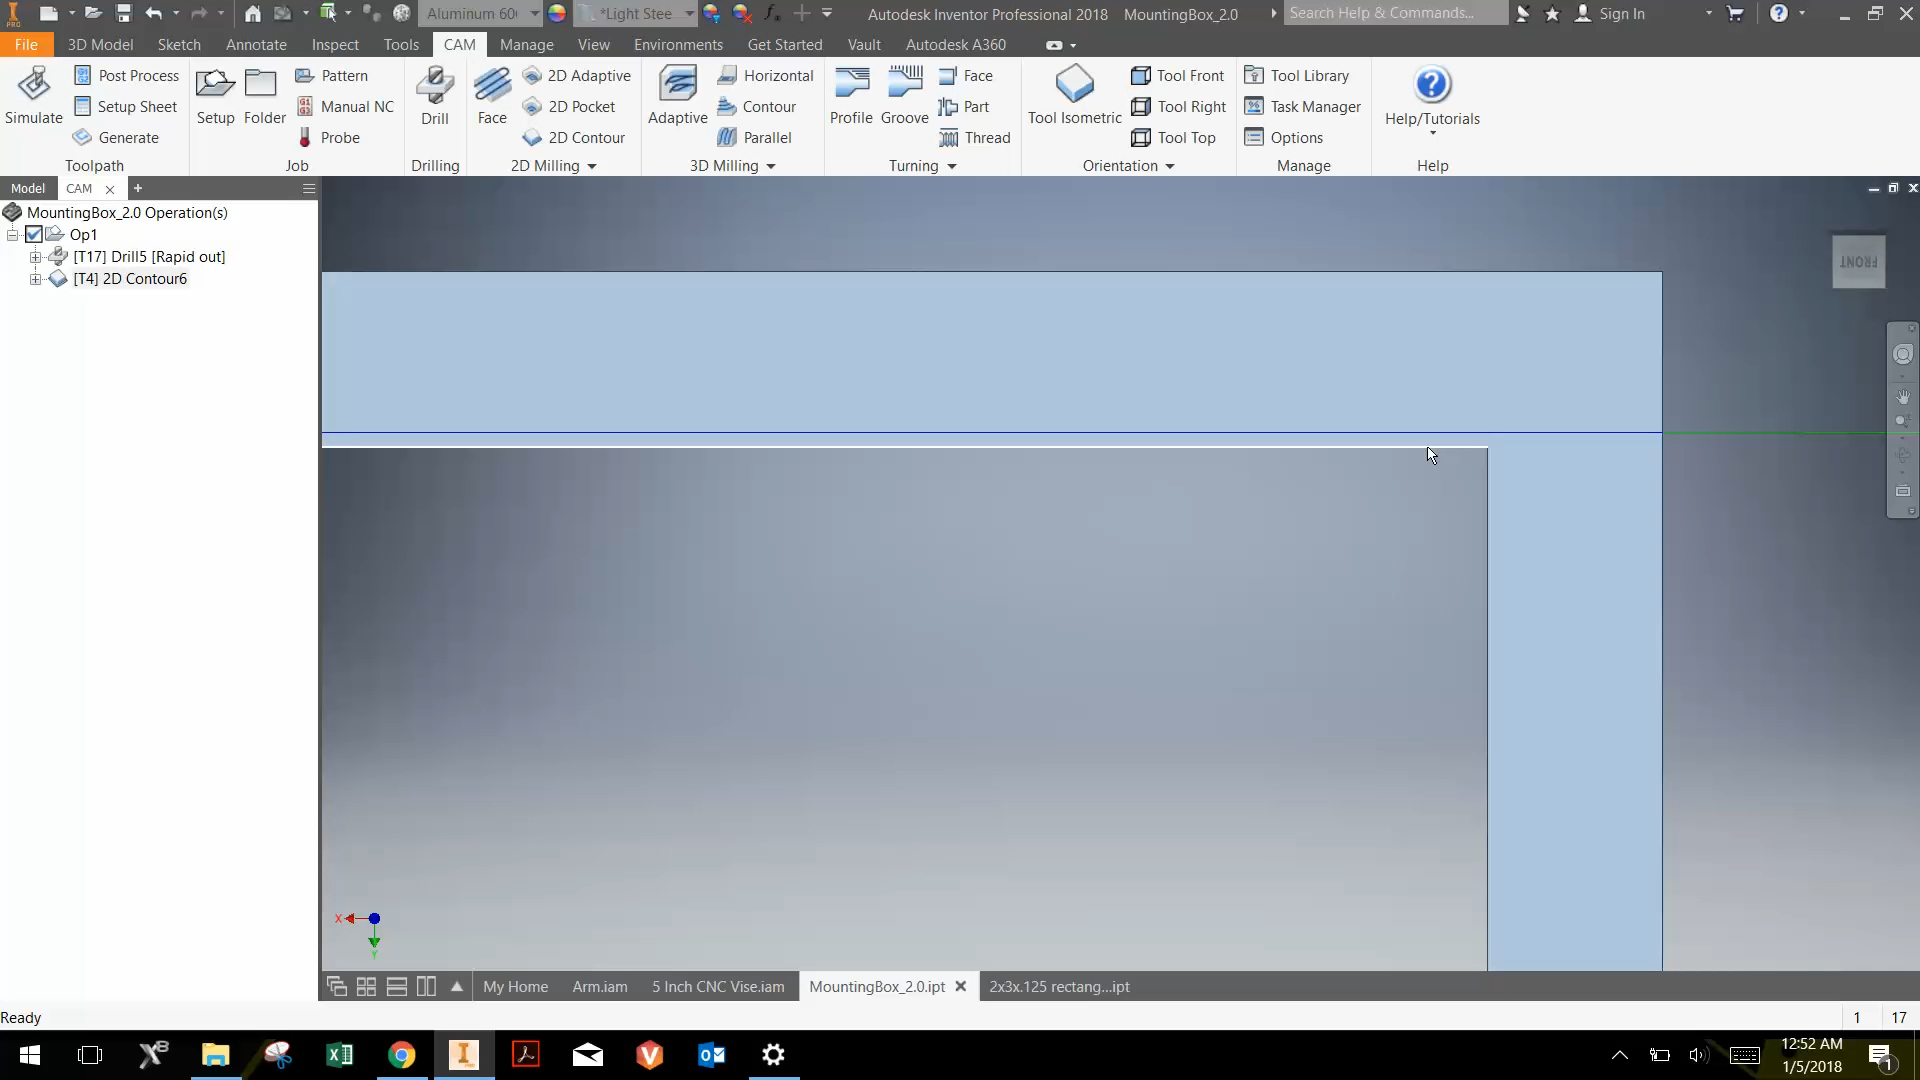 Aluminum 60
*Light Stee
Autodesk Inventor Professional 2018 MountingBox_2.0
Search Help & Commands...
Sign In
PRO
File 3D Model Sketch Annotate Inspect Tools CAM Manage View Environments Get Started Vault Autodesk A360
Simulate
Post Process
Setup Sheet
Generate
Toolpath
Setup
Folder
Pattern
Manual NC
Probe
Job
Drill
Drilling
Face
2D Adaptive
2D Pocket
2D Contour
2D Milling
Adaptive
Horizontal
Contour
Parallel
3D Milling
Profile
Groove
Face
Part
Thread
Turning
Tool Isometric
Tool Front
Tool Right
Tool Top
Orientation
Tool Library
Task Manager
Options
Manage
Help/Tutorials
Help
Model CAM
MountingBox_2.0 Operation(s)
Op1
[T17] Drill5 [Rapid out]
[T4] 2D Contour6
FRONT
X
Y
My Home Arm.iam 5 Inch CNC Vise.iam MountingBox_2.0.ipt 2x3x.125 rectang...ipt
Ready
1 17
12:52 AM
1/5/2018
1